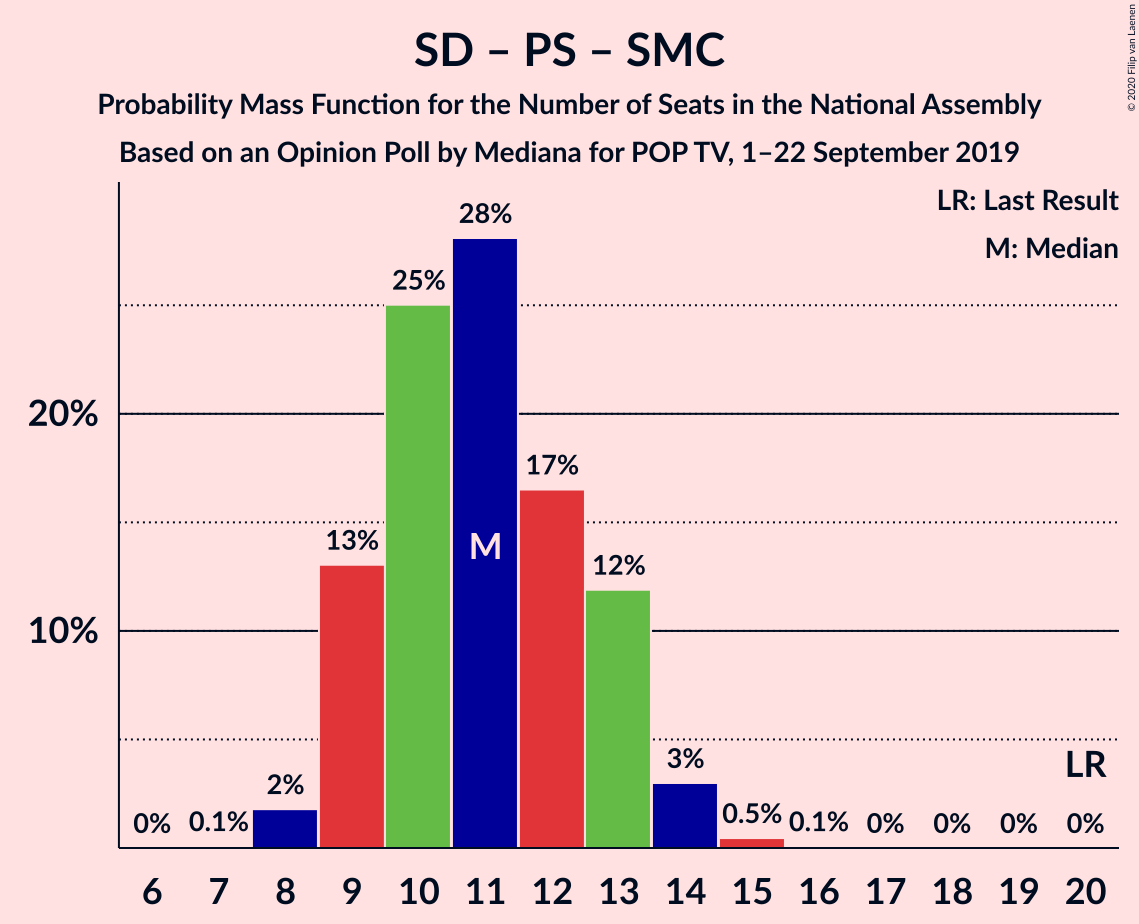 SD – PS – SMC
Probability Mass Function for the Number of Seats in the National Assembly
Based on an Opinion Poll by Mediana for POP TV, 1–22 September 2019
© 2020 Filip van Laenen
LR: Last Result
M: Median
28%
25%
20%
17%
13%
M
12%
10%
3%
LR
2%
0% 0.1% 0.5% 0.1% 0% 0% 0% 0%
6 7 8 9 10 11 12 13 14 15 16 17 18 19 20